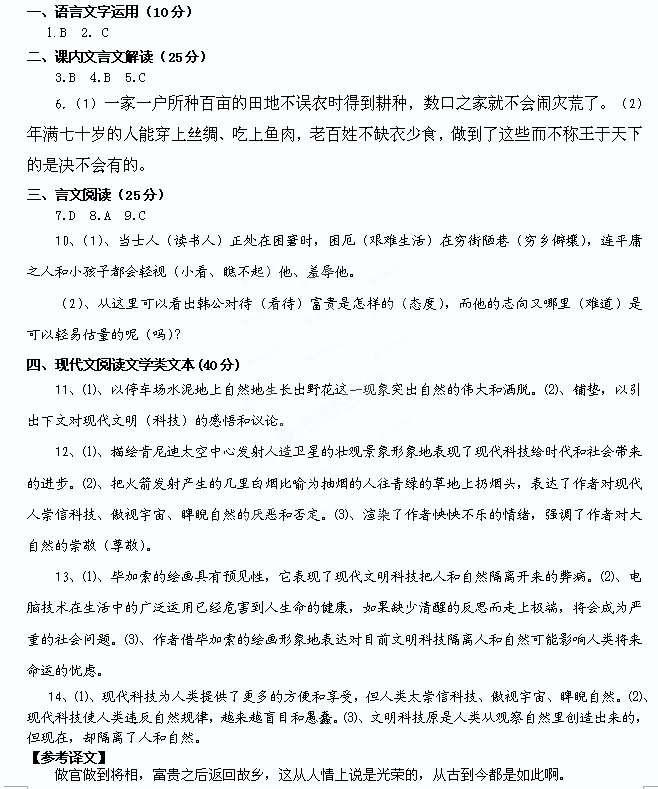 一、语言文字运用（10分）
1.B 2. C
二、课内文言文解读（25分）
3.B 4.B 5.C
6.（1）一家一户所种百亩的田地不误农时得到耕种，数口之家就不会闹灾荒了。（2）
年满七十岁的人能穿上丝绸、吃上鱼肉，老百姓不缺衣少食，做到了这些而不称王于天下
的是决不会有的。
三、言文阅读（25分）
7.D 8.A 9.C
10、（1）、当士人（读书人）正处在困窘时，困厄（艰难生活）在穷街陋巷（穷乡僻壤），连平庸
之人和小孩子都会轻视（小看、瞧不起）他、羞辱他。
（2）、从这里可以看出韩公对待（看待）富贵是怎样的（态度），而他的志向又哪里（难道）是
可以轻易估量的呢（吗）？
四、现代文阅读文学类文本(40分)
11、⑴、以停车场水泥地上自然地生长出野花这一现象突出自然的伟大和洒脱。⑵、铺垫，以引
出下文对现代文明（科技）的感悟和议论。
12、⑴、描绘肯尼迪太空中心发射人造卫星的壮观景象形象地表现了现代科技给时代和社会带来
的进步。⑵、把火箭发射产生的几里白烟比喻为抽烟的人往青绿的草地上扔烟头，表达了作者对现代
人崇信科技、傲视宇宙、睥睨自然的厌恶和否定。⑶、渲染了作者怏怏不乐的情绪，强调了作者对大
自然的崇敬（尊敬）。
13、⑴、毕加索的绘画具有预见性，它表现了现代文明科技把人和自然隔离开来的弊病。⑵、电
脑技术在生活中的广泛运用已经危害到人生命的健康，如果缺少清醒的反思而走上极端，将会成为严
重的社会问题。⑶、作者借毕加索的绘画形象地表达对目前文明科技隔离人和自然可能影响人类将来
命运的忧虑。
14、⑴、现代科技为人类提供了更多的方便和享受，但人类太崇信科技、傲视宇宙、睥睨自然。⑵、
现代科技使人类违反自然规律，越来越盲目和愚蠢。⑶、文明科技原是人类从观察自然里创造出来的，
但现在，却隔离了人和自然。
【参考译文】
做官做到将相，富贵之后返回故乡，这从人情上说是光荣的，从古到今都是如此啊。